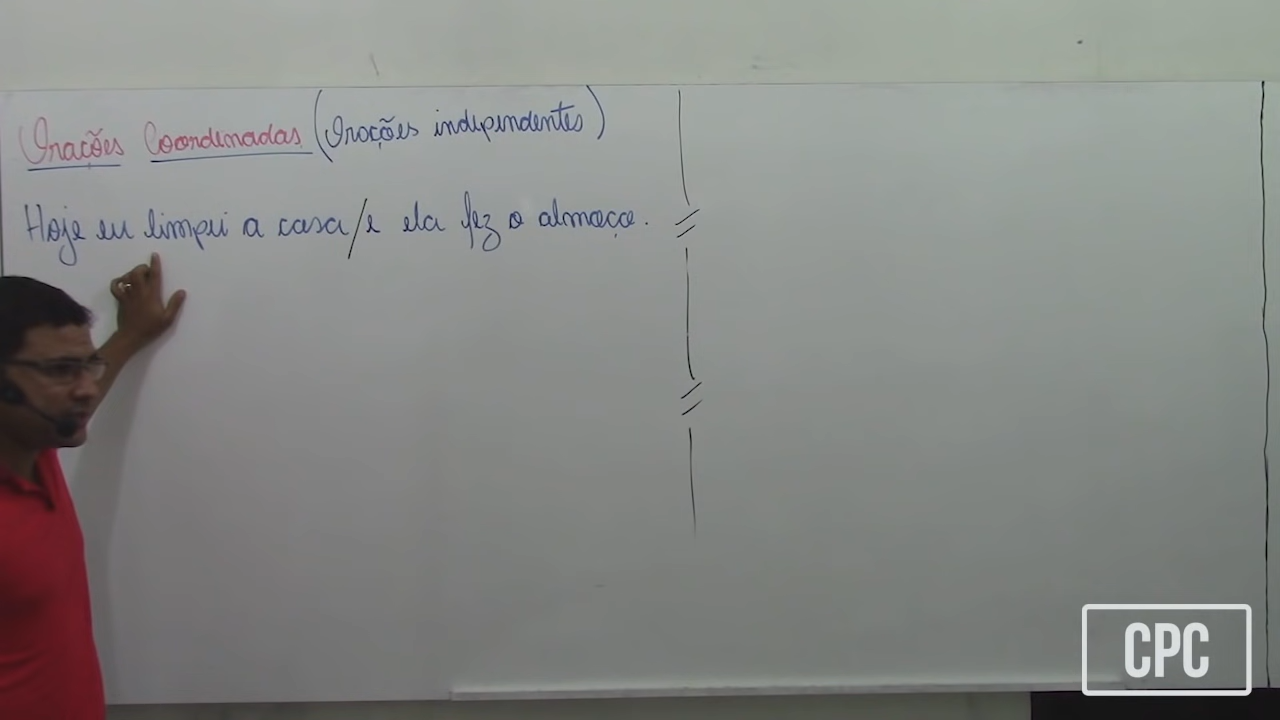 Orações Coordenadas (Orações independentes)
Hoje eu limpei a casa/e ela fez o almoço.
CPC